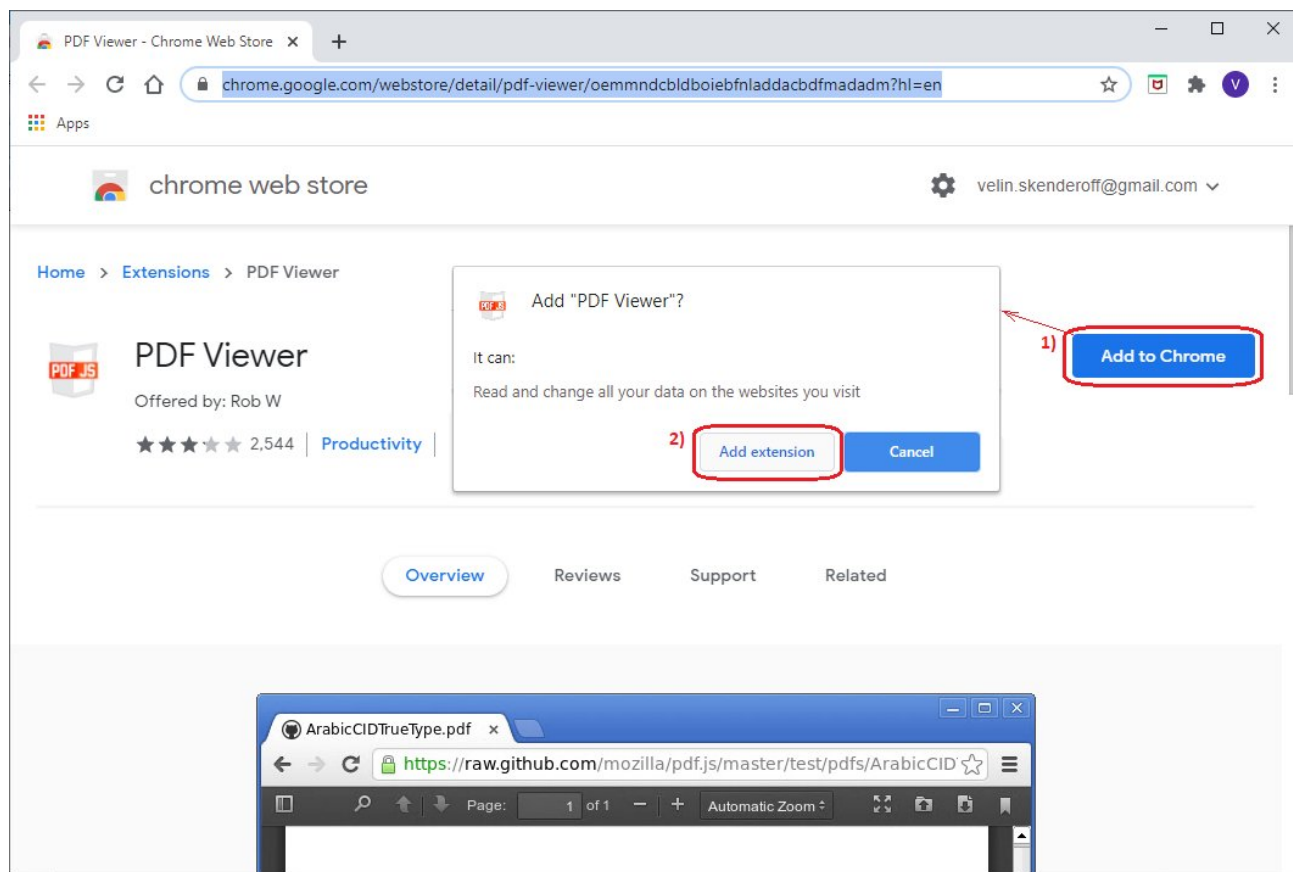 PDF Viewer - Chrome Web Store
chrome.google.com/webstore/detail/pdf-viewer/oemmndcbldboiebfnladdacbdfmadadm?hl=en
V
Apps
chrome web store
velin.skenderoff@gmail.com
Home > Extensions > PDF Viewer
PDF JS
Add "PDF Viewer"?
1)
Add to Chrome
PDF JS
PDF Viewer
It can:
Offered by: Rob W
Read and change all your data on the websites you visit
2,544 | Productivity
2)
Add extension
Cancel
Overview
Reviews
Support
Related
ArabicCIDTrueType.pdf
https://raw.github.com/mozilla/pdf.js/master/test/pdfs/ArabicCID
Page: 1 of 1
Automatic Zoom